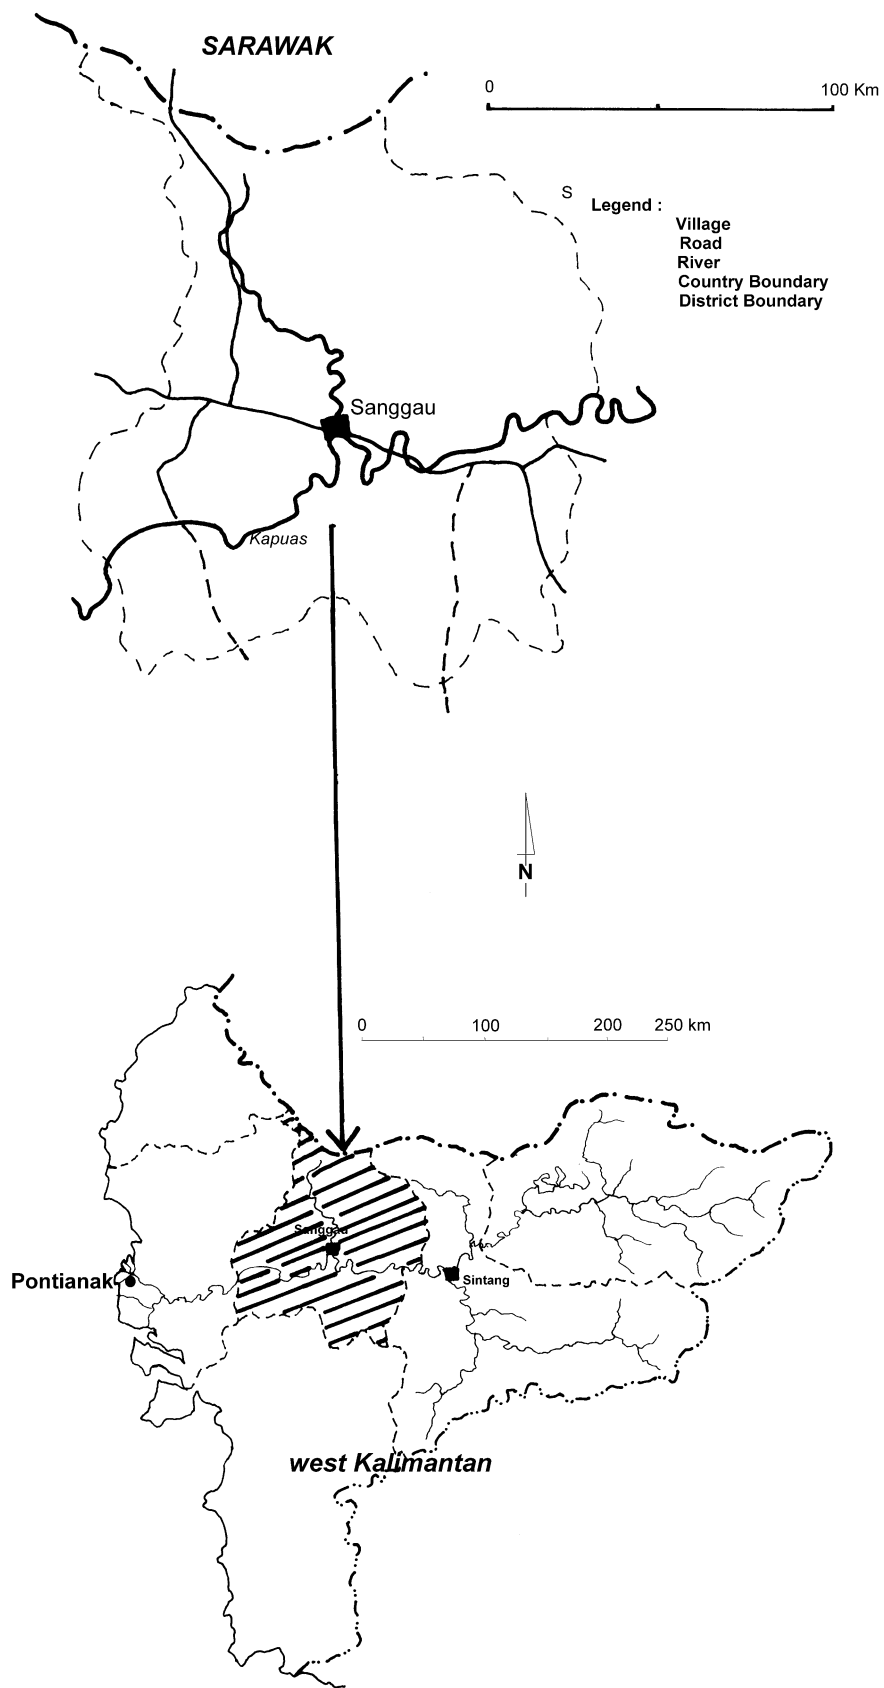 SARAWAK
0 100 Km
S
Legend :
Village
Road
River
Country Boundary
District Boundary
Sanggau
Kapuas
N
0 100 200 250 km
Sanggau
Pontianak
Sintang
west Kalimantan